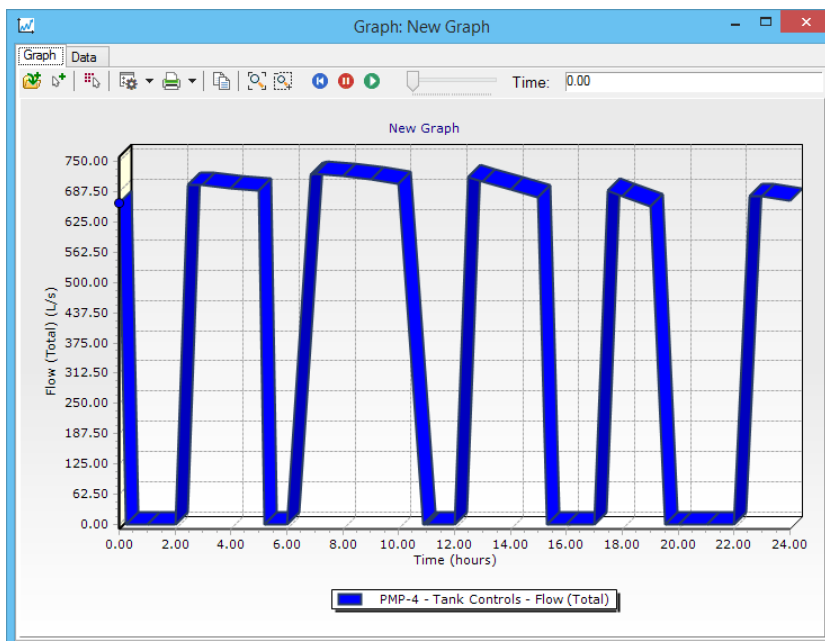 Graph: New Graph
Graph Data
Time: 0.00
New Graph
Flow (Total) (L/s)
750.00
687.50
625.00
562.50
500.00
437.50
375.00
312.50
250.00
187.50
125.00
62.50
0.00
0.00 2.00 4.00 6.00 8.00 10.00 12.00 14.00 16.00 18.00 20.00 22.00 24.00
Time (hours)
PMP-4 - Tank Controls - Flow (Total)